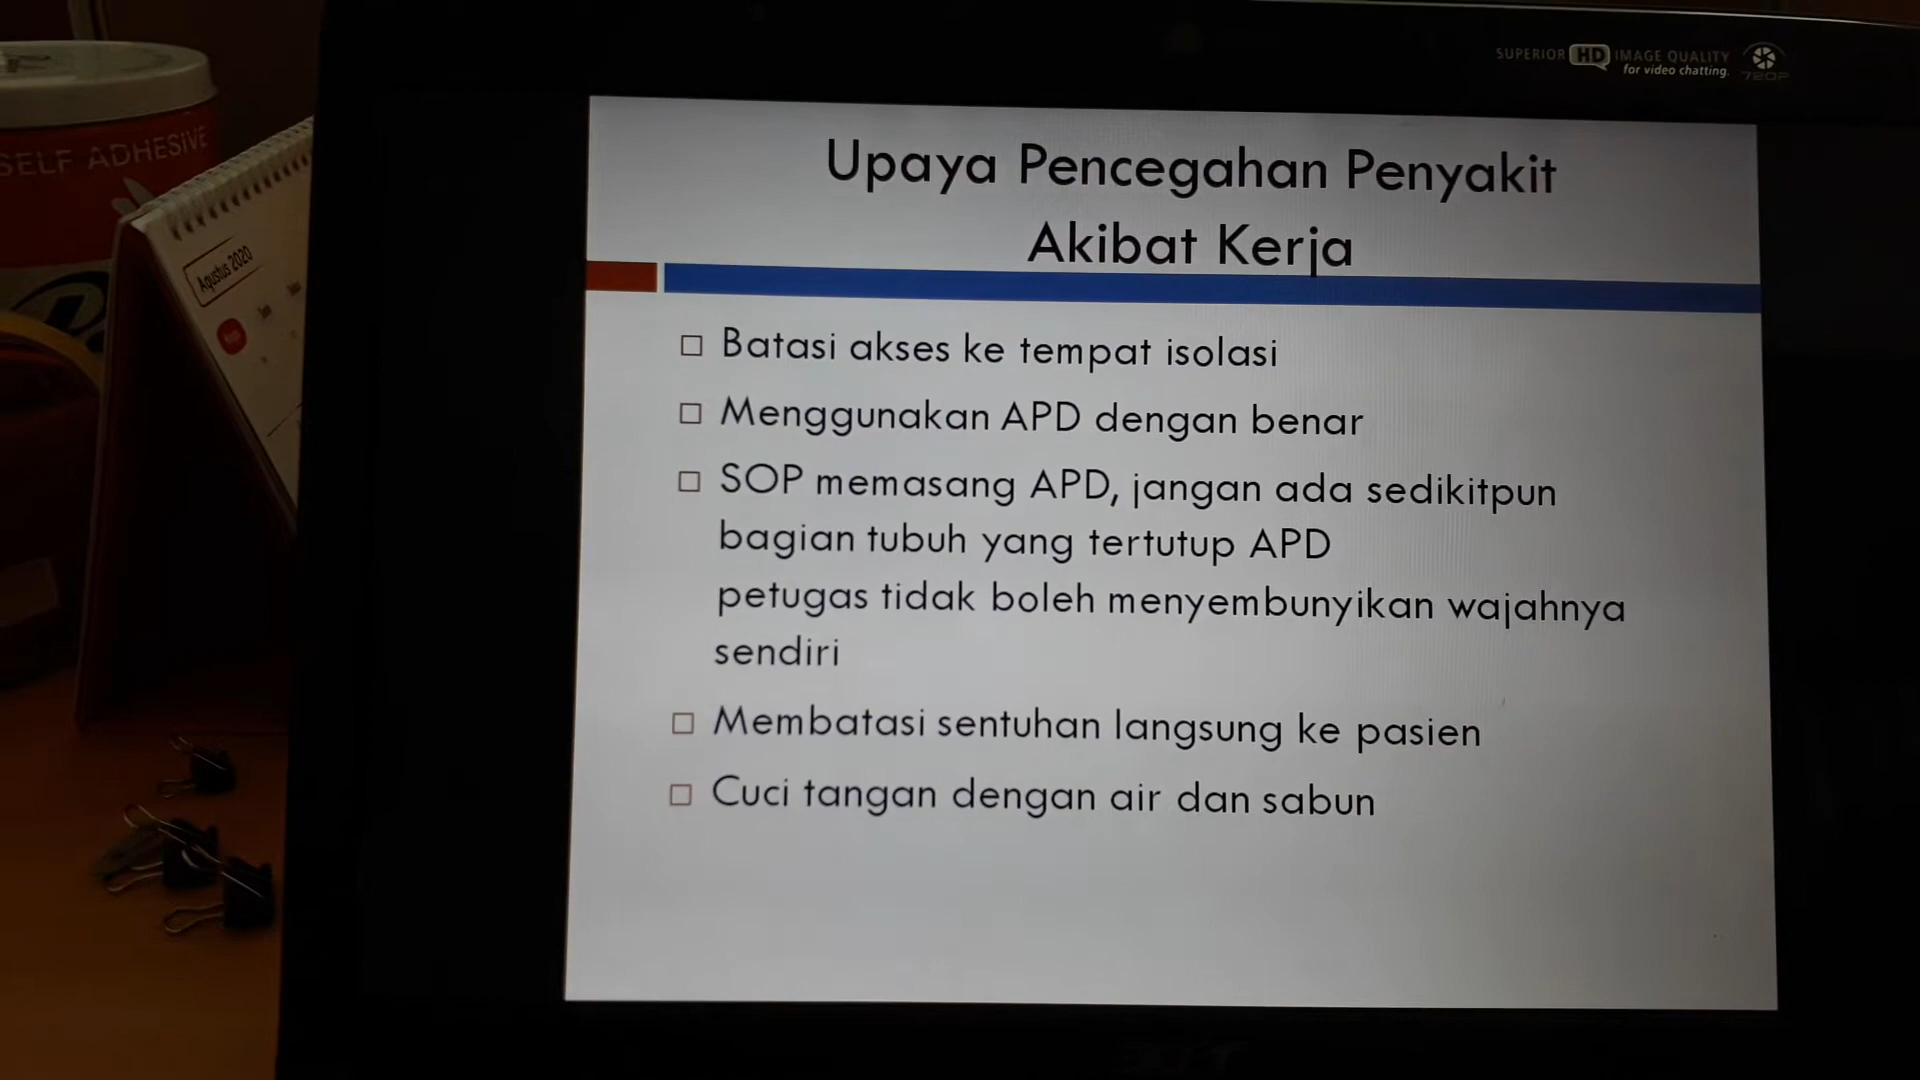 SUPERIOR HD IMAGE QUALITY
for video chatting.
720P
SELF ADHESIVE
Agustus 2020
Upaya Pencegahan Penyakit
Akibat Kerja
Batasi akses ke tempat isolasi
Menggunakan APD dengan benar
SOP memasang APD, jangan ada sedikitpun
bagian tubuh yang tertutup APD
petugas tidak boleh menyembunyikan wajahnya
sendiri
Membatasi sentuhan langsung ke pasien
Cuci tangan dengan air dan sabun